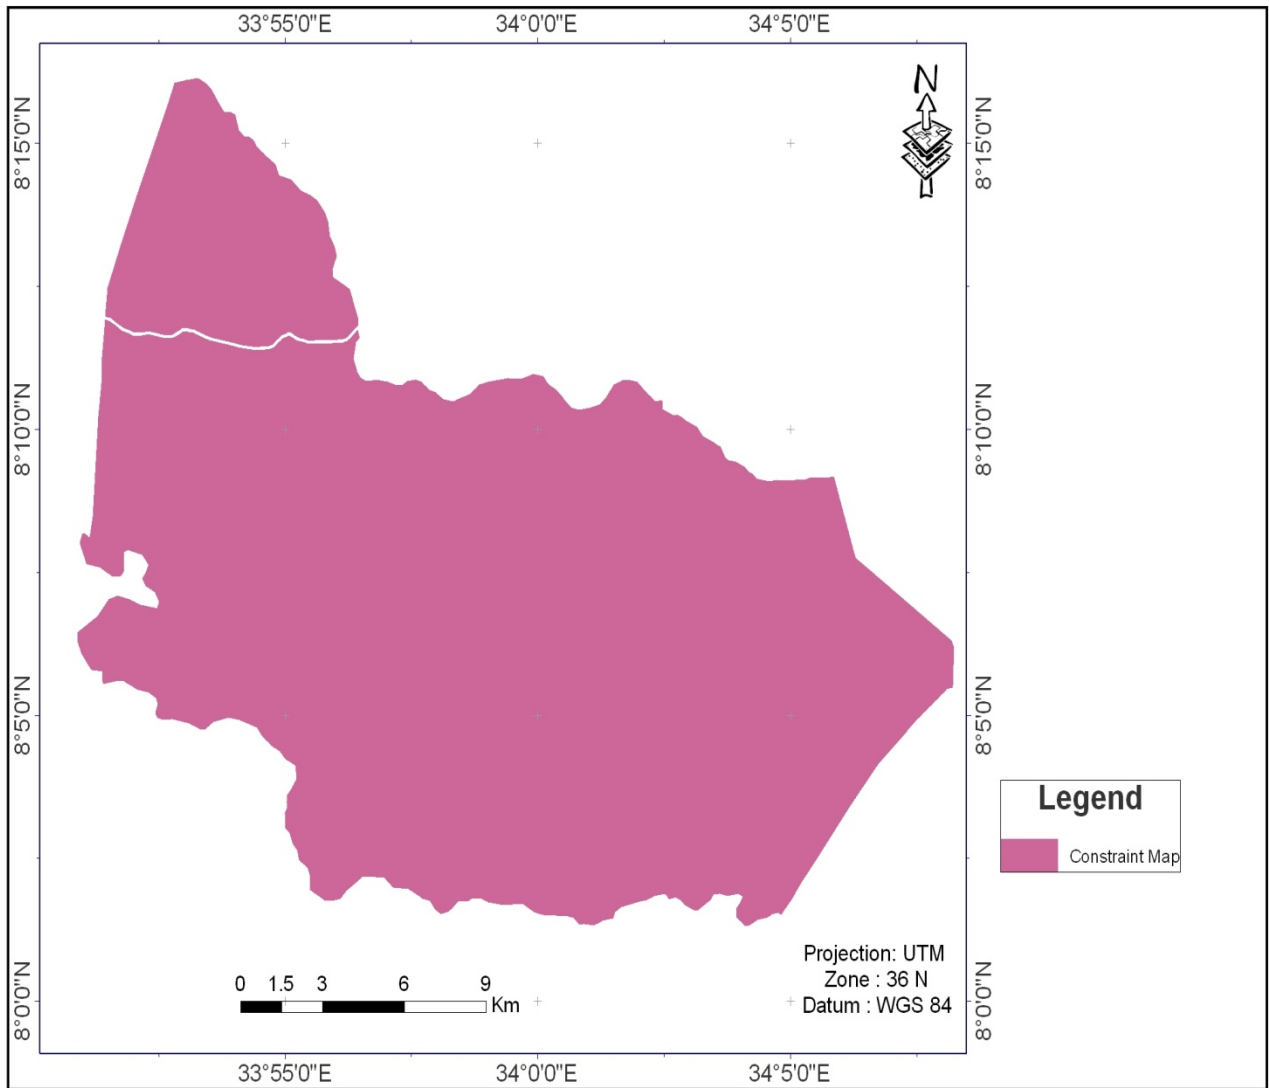 33°55'0"E 34°0'0"E 34°5'0"E
N
8°15'0"N 8°15'0"N
8°10'0"N 8°10'0"N
8°5'0"N 8°5'0"N
Legend
Constraint Map
Projection: UTM
Zone : 36 N
Datum : WGS 84
0 1.5 3 6 9
Km
8°0'0"N 8°0'0"N
33°55'0"E 34°0'0"E 34°5'0"E